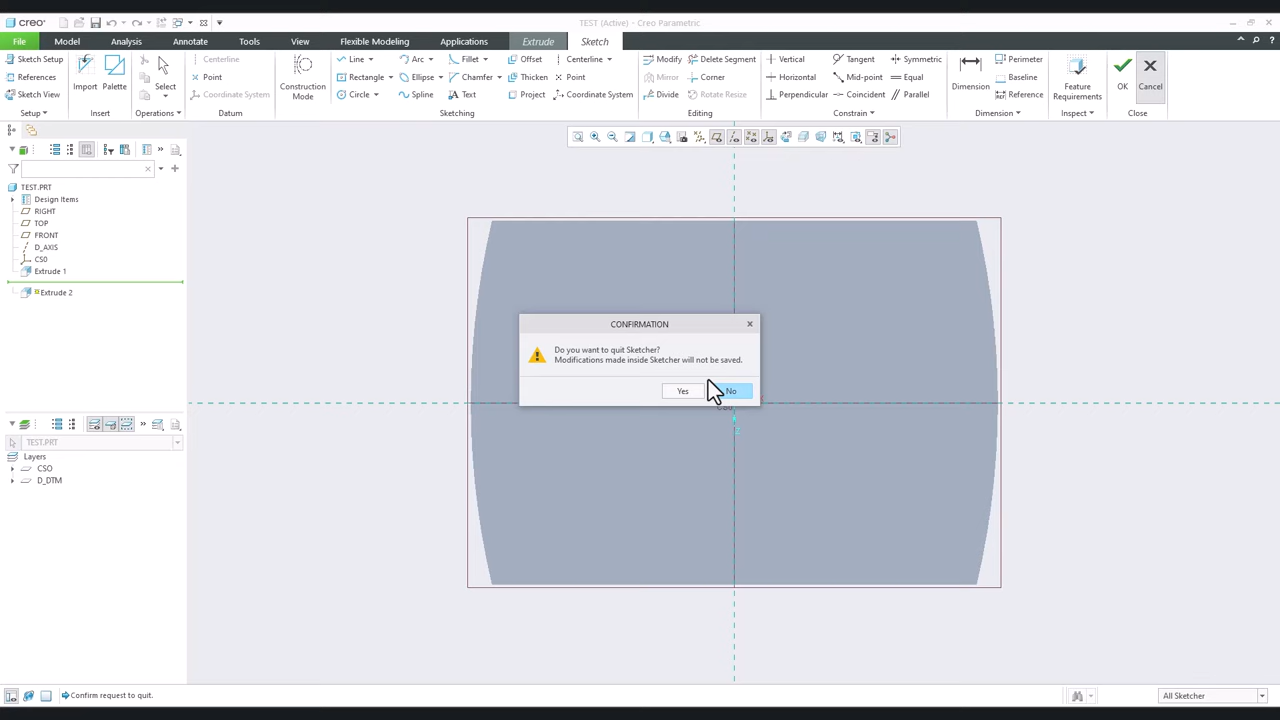 creo®
TEST (Active) - Creo Parametric
File Model Analysis Annotate Tools View Flexible Modeling Applications Extrude Sketch
Sketch Setup
References
Sketch View
Setup
Import
Palette
Insert
Select
Operations
Centerline
Point
Coordinate System
Datum
Construction
Mode
Line Arc Fillet Offset Centerline
Rectangle Ellipse Chamfer Thicken Point
Circle Spline Text Project Coordinate System
Sketching
Modify Delete Segment
Mirror Corner
Divide Rotate Resize
Editing
Vertical Tangent Symmetric
Horizontal Mid-point Equal
Perpendicular Coincident Parallel
Constrain
Dimension
Perimeter
Baseline
Reference
Dimension
Feature
Requirements
Inspect
OK
Cancel
Close
TEST.PRT
Design Items
RIGHT
TOP
FRONT
D_AXIS
CS0
Extrude 1
Extrude 2
CONFIRMATION
Do you want to quit Sketcher?
Modifications made inside Sketcher will not be saved.
Yes No
TEST.PRT
Layers
CSO
D_DTM
Confirm request to quit.
All Sketcher